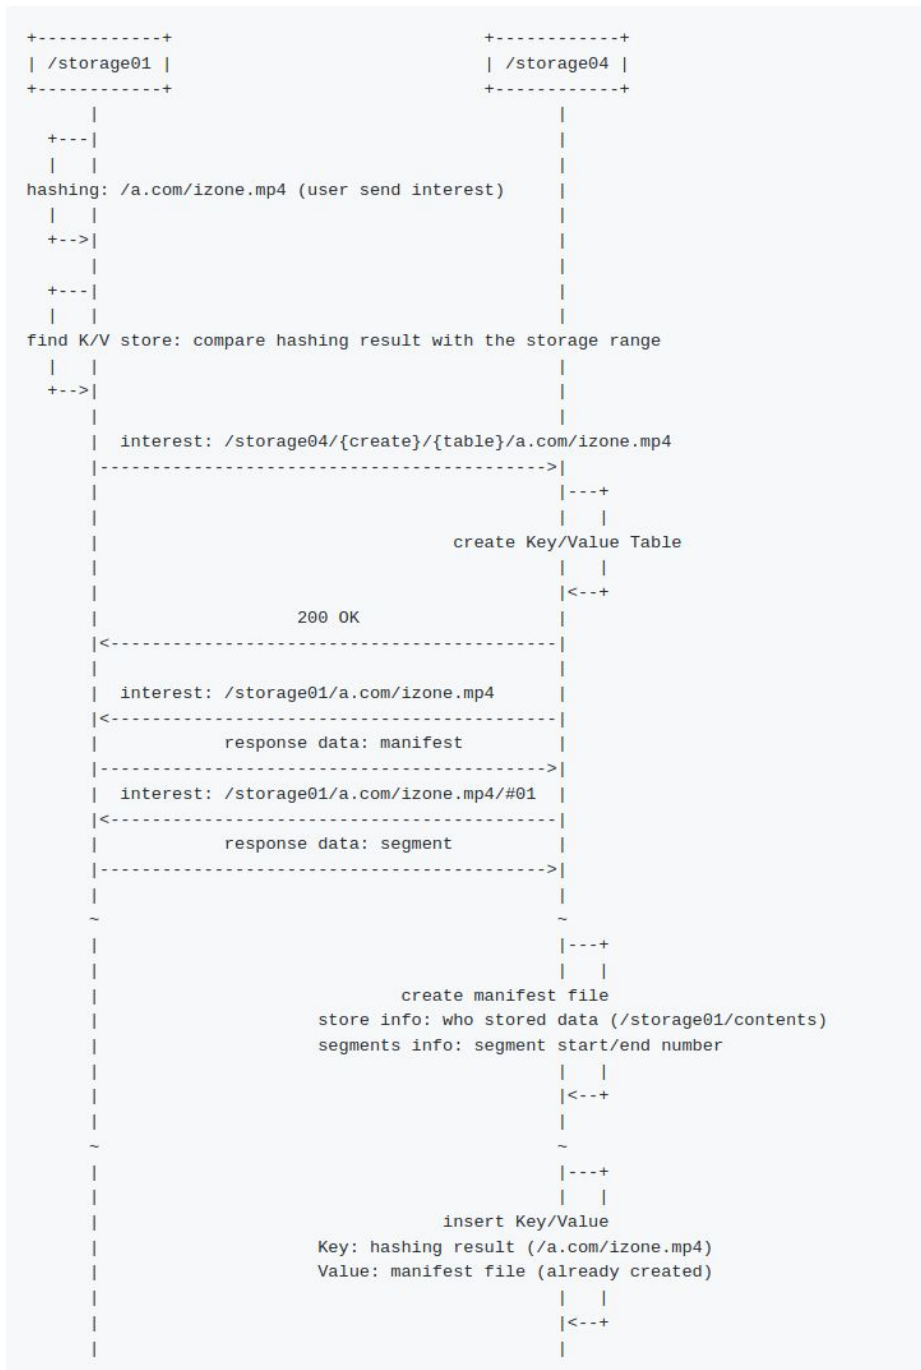 +------------+                              +------------+
| /storage01 |                              | /storage04 |
+------------+                              +------------+
      |                                            |
  +---|                                            |
  |   |                                            |
hashing: /a.com/izone.mp4 (user send interest)     |
  |   |                                            |
  +-->|                                            |
      |                                            |
  +---|                                            |
  |   |                                            |
find K/V store: compare hashing result with the storage range
  |   |                                            |
  +-->|                                            |
      |                                            |
      |  interest: /storage04/{create}/{table}/a.com/izone.mp4
      |------------------------------------------->|
      |                                            |---+
      |                                            |   |
      |                                  create Key/Value Table
      |                                            |   |
      |                                            |<--+
      |                   200 OK                   |
      |<-------------------------------------------|
      |                                            |
      |  interest: /storage01/a.com/izone.mp4      |
      |<-------------------------------------------|
      |            response data: manifest         |
      |------------------------------------------->|
      |  interest: /storage01/a.com/izone.mp4/#01  |
      |<-------------------------------------------|
      |            response data: segment          |
      |------------------------------------------->|
      |                                            |
      ~                                            ~
      |                                            |---+
      |                                            |   |
      |                             create manifest file
      |                     store info: who stored data (/storage01/contents)
      |                     segments info: segment start/end number
      |                                            |   |
      |                                            |<--+
      |                                            |
      ~                                            ~
      |                                            |---+
      |                                            |   |
      |                                 insert Key/Value
      |                     Key: hashing result (/a.com/izone.mp4)
      |                     Value: manifest file (already created)
      |                                            |   |
      |                                            |<--+
      |                                            |